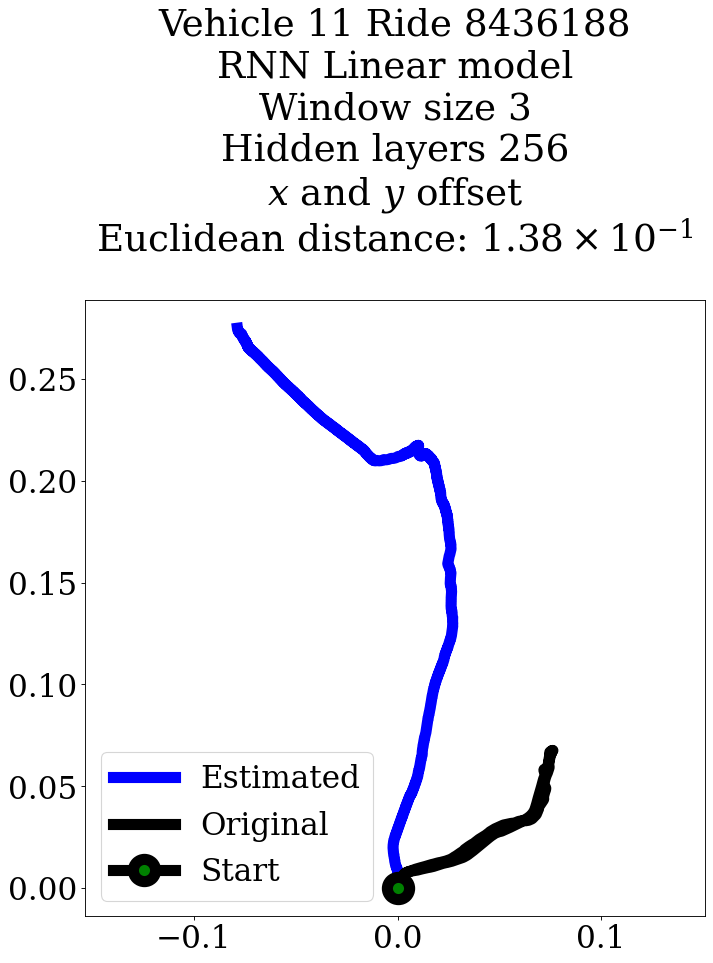 Vehicle 11 Ride 8436188
RNN Linear model
Window size 3
Hidden layers 256
x and y offset
Euclidean distance: 1.38 × 10⁻¹
0.25
0.20
0.15
0.10
0.05
0.00
Estimated
Original
Start
−0.1
0.0
0.1